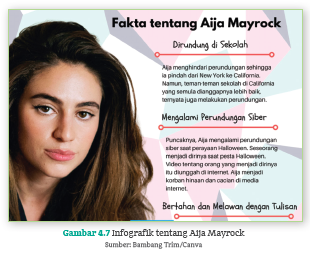 Fakta tentang Aija Mayrock
Dirundung di Sekolah
Aija menghindari perundungan sehingga
ia pindah dari New York ke California.
Namun, teman-teman sekolah di California
yang semula dianggapnya lebih baik,
ternyata juga melakukan perundungan.
Mengalami Perundungan Siber
Puncaknya, Aija mengalami perundungan
siber saat perayaan Halloween. Seseorang
menjadi dirinya saat pesta Halloween.
Video tentang orang yang menjadi dirinya
itu diunggah di internet. Aija menjadi
korban hinaan dan cacian di media
internet.
Bertahan dan Melawan dengan Tulisan
Gambar 4.7 Infografik tentang Aija Mayrock
Sumber: Bambang Trim/Canva